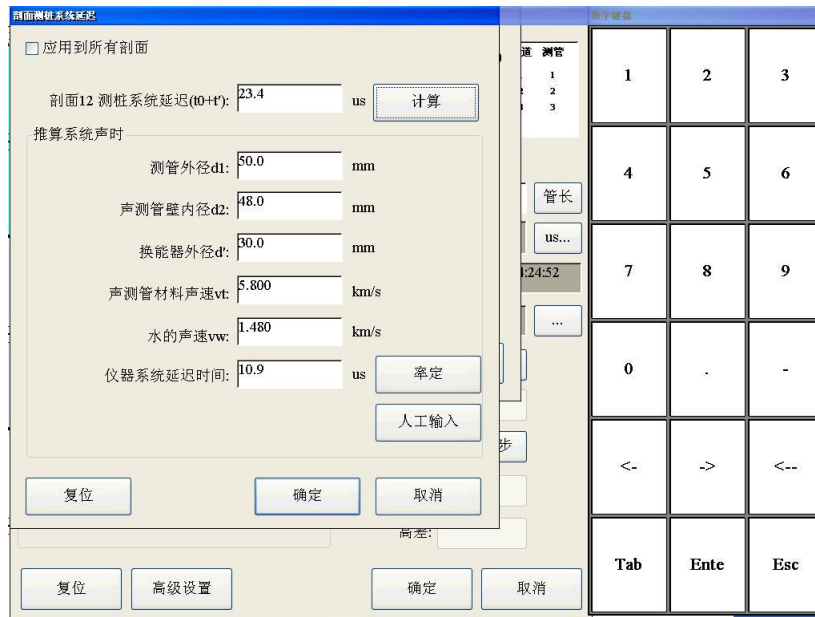 剖面测桩系统延迟
数字键盘
应用到所有剖面
剖面12 测桩系统延迟(t0+t'):
23.4
us
计算
推算系统声时
测管外径d1:
50.0
mm
声测管壁内径d2:
48.0
mm
换能器外径d':
30.0
mm
声测管材料声速vt:
5.800
km/s
水的声速vw:
1.480
km/s
仪器系统延迟时间:
10.9
us
率定
人工输入
复位
确定
取消
道 测管
1
2
3
管长
us...
:24:52
...
步
高差:
复位
高级设置
确定
取消
1
2
3
4
5
6
7
8
9
0
.
-
<-
->
<--
Tab
Ente
Esc